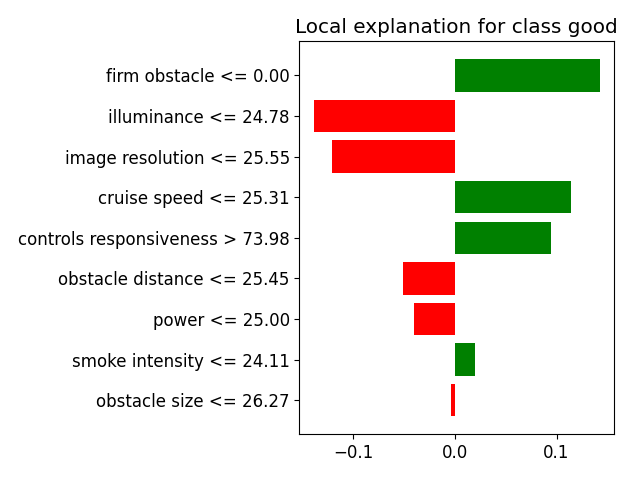 Local explanation for class good
firm obstacle <= 0.00
illuminance <= 24.78
image resolution <= 25.55
cruise speed <= 25.31
controls responsiveness > 73.98
obstacle distance <= 25.45
power <= 25.00
smoke intensity <= 24.11
obstacle size <= 26.27
−0.1 0.0 0.1